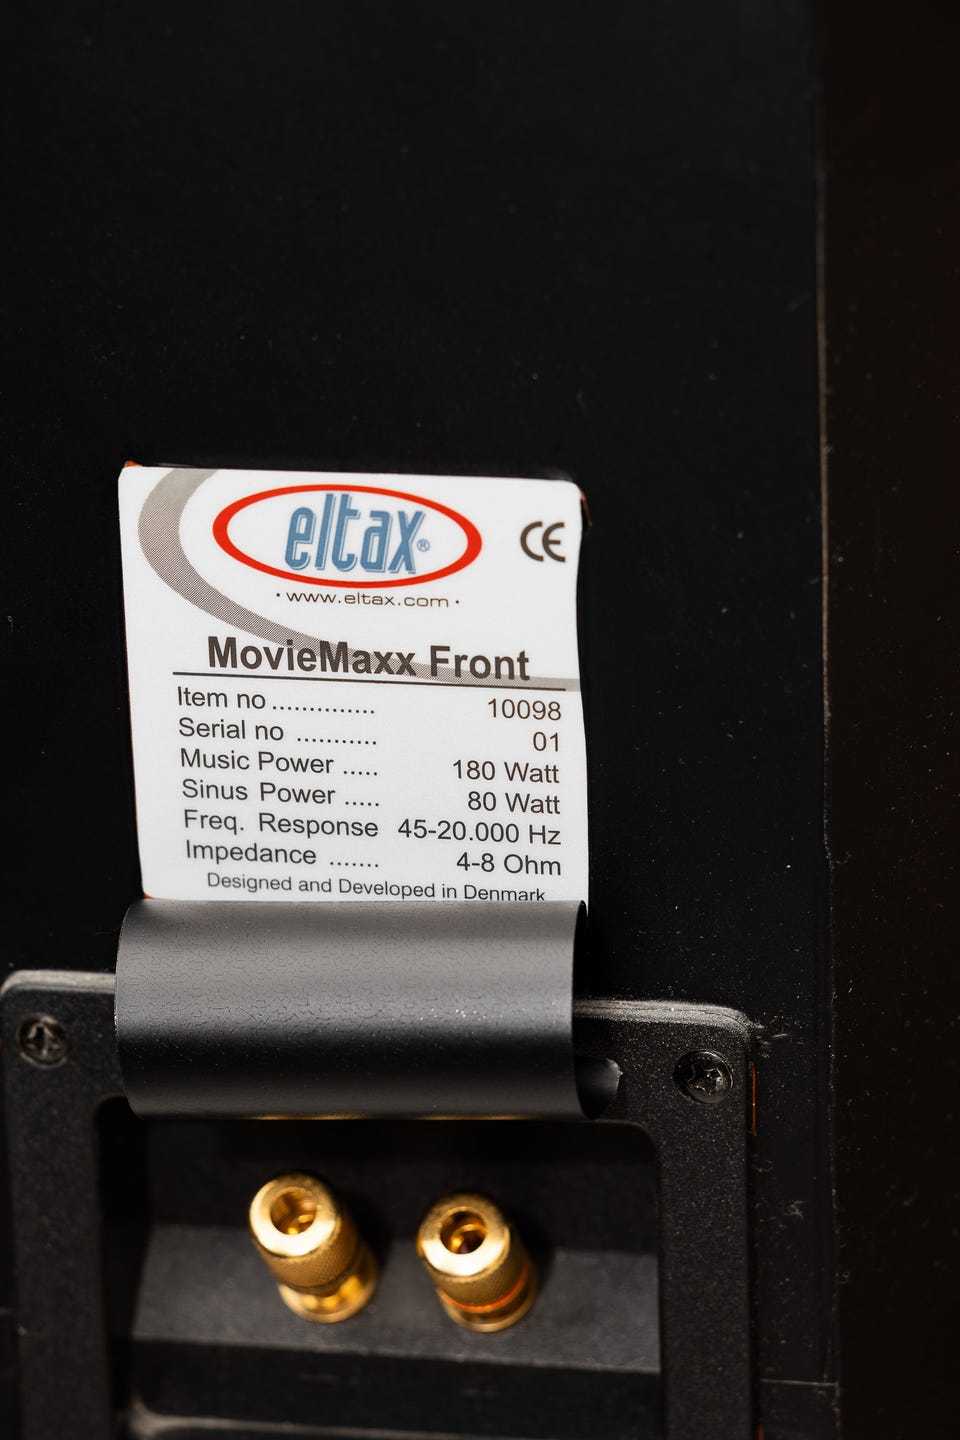 eltax®
CE
· www.eltax.com ·
MovieMaxx Front
Item no .............. 10098
Serial no ........... 01
Music Power ..... 180 Watt
Sinus Power ..... 80 Watt
Freq. Response 45-20.000 Hz
Impedance ....... 4-8 Ohm
Designed and Developed in Denmark